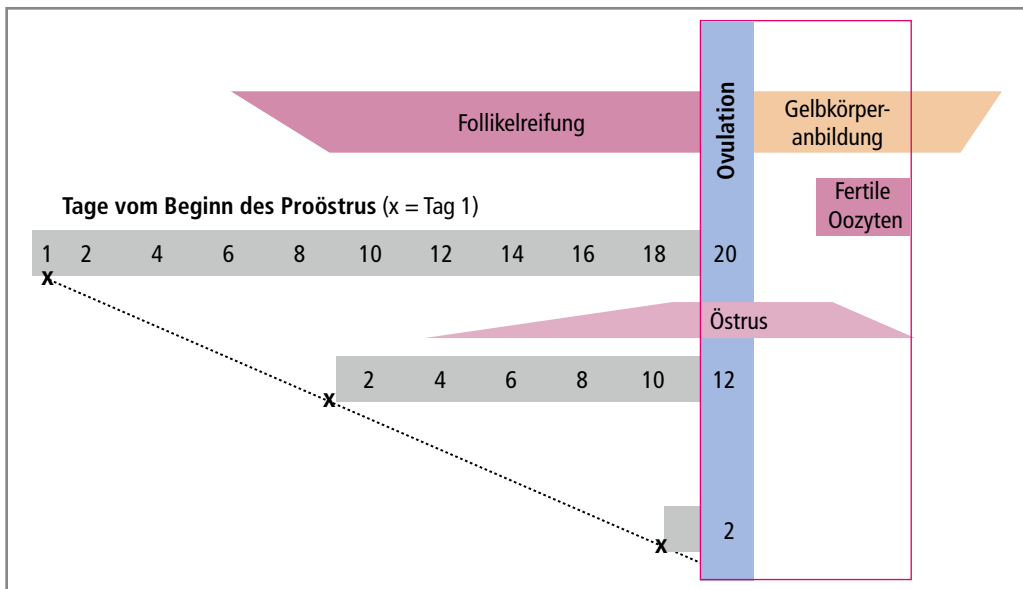 Follikelreifung
Ovulation
Gelbkörper-
anbildung
Fertile
Oozyten
Tage vom Beginn des Proöstrus (x = Tag 1)
1 2 4 6 8 10 12 14 16 18 20
x
Östrus
2 4 6 8 10 12
x
2
x